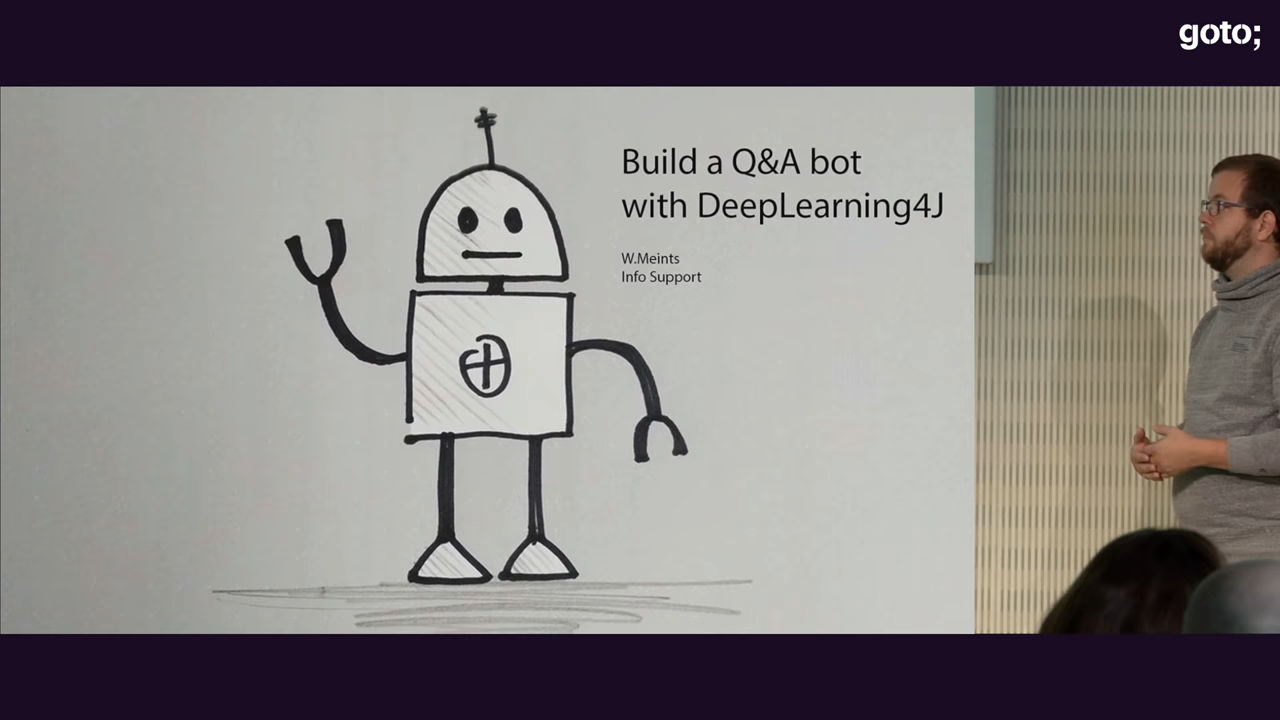 goto;
Build a Q&A bot
with DeepLearning4J
W.Meints
Info Support